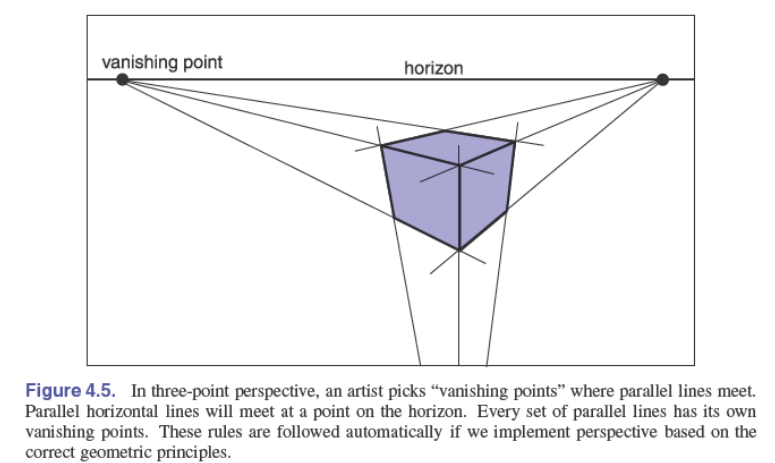 vanishing point
horizon
Figure 4.5. In three-point perspective, an artist picks “vanishing points” where parallel lines meet.
Parallel horizontal lines will meet at a point on the horizon. Every set of parallel lines has its own
vanishing points. These rules are followed automatically if we implement perspective based on the
correct geometric principles.